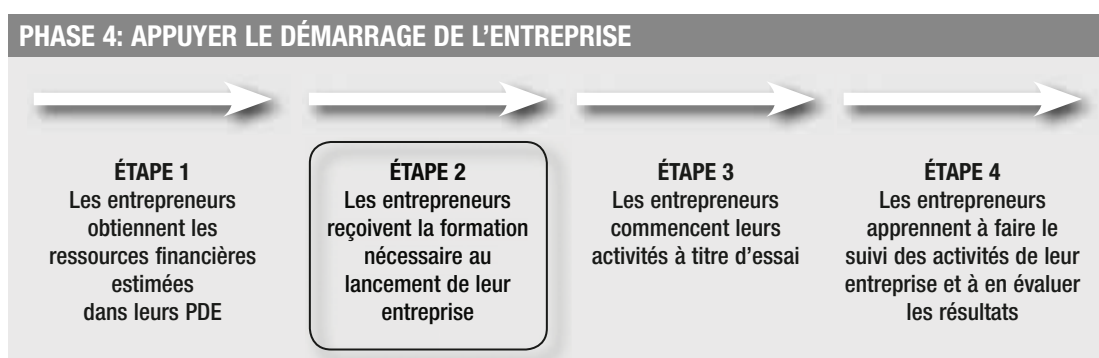 PHASE 4: APPUYER LE DÉMARRAGE DE L’ENTREPRISE
ÉTAPE 1
Les entrepreneurs
obtiennent les
ressources financières
estimées
dans leurs PDE
ÉTAPE 2
Les entrepreneurs
reçoivent la formation
nécessaire au
lancement de leur
entreprise
ÉTAPE 3
Les entrepreneurs
commencent leurs
activités à titre d’essai
ÉTAPE 4
Les entrepreneurs
apprennent à faire le
suivi des activités de leur
entreprise et à en évaluer
les résultats